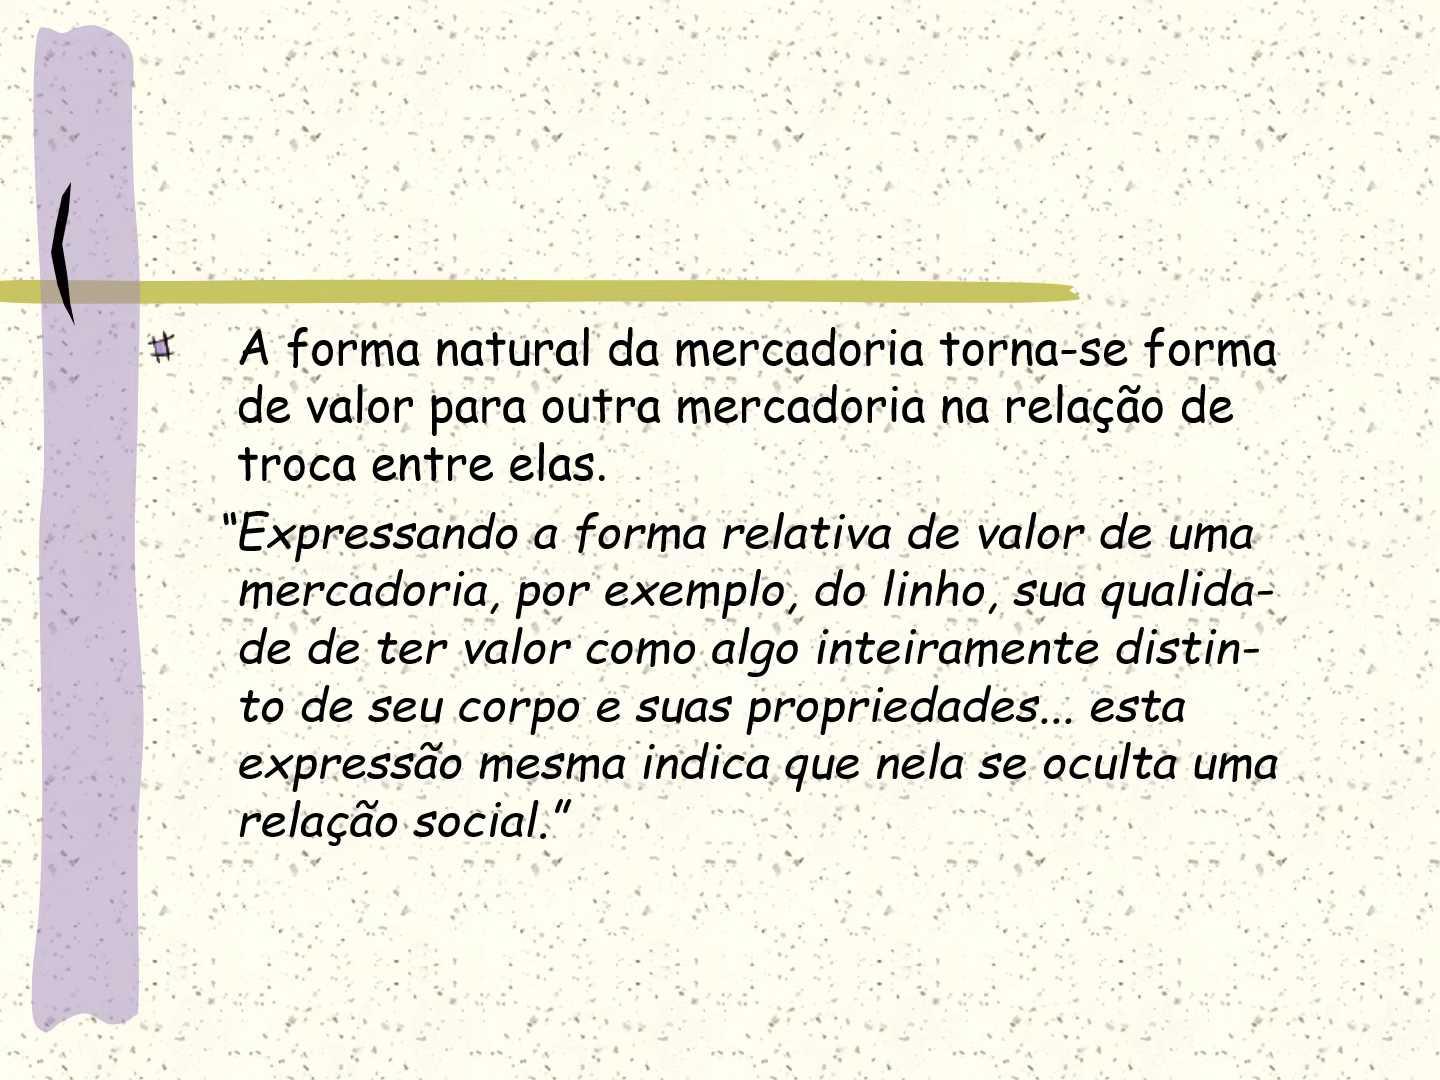 A forma natural da mercadoria torna-se forma
de valor para outra mercadoria na relação de
troca entre elas.
“Expressando a forma relativa de valor de uma
mercadoria, por exemplo, do linho, sua qualida-
de de ter valor como algo inteiramente distin-
to de seu corpo e suas propriedades... esta
expressão mesma indica que nela se oculta uma
relação social.”